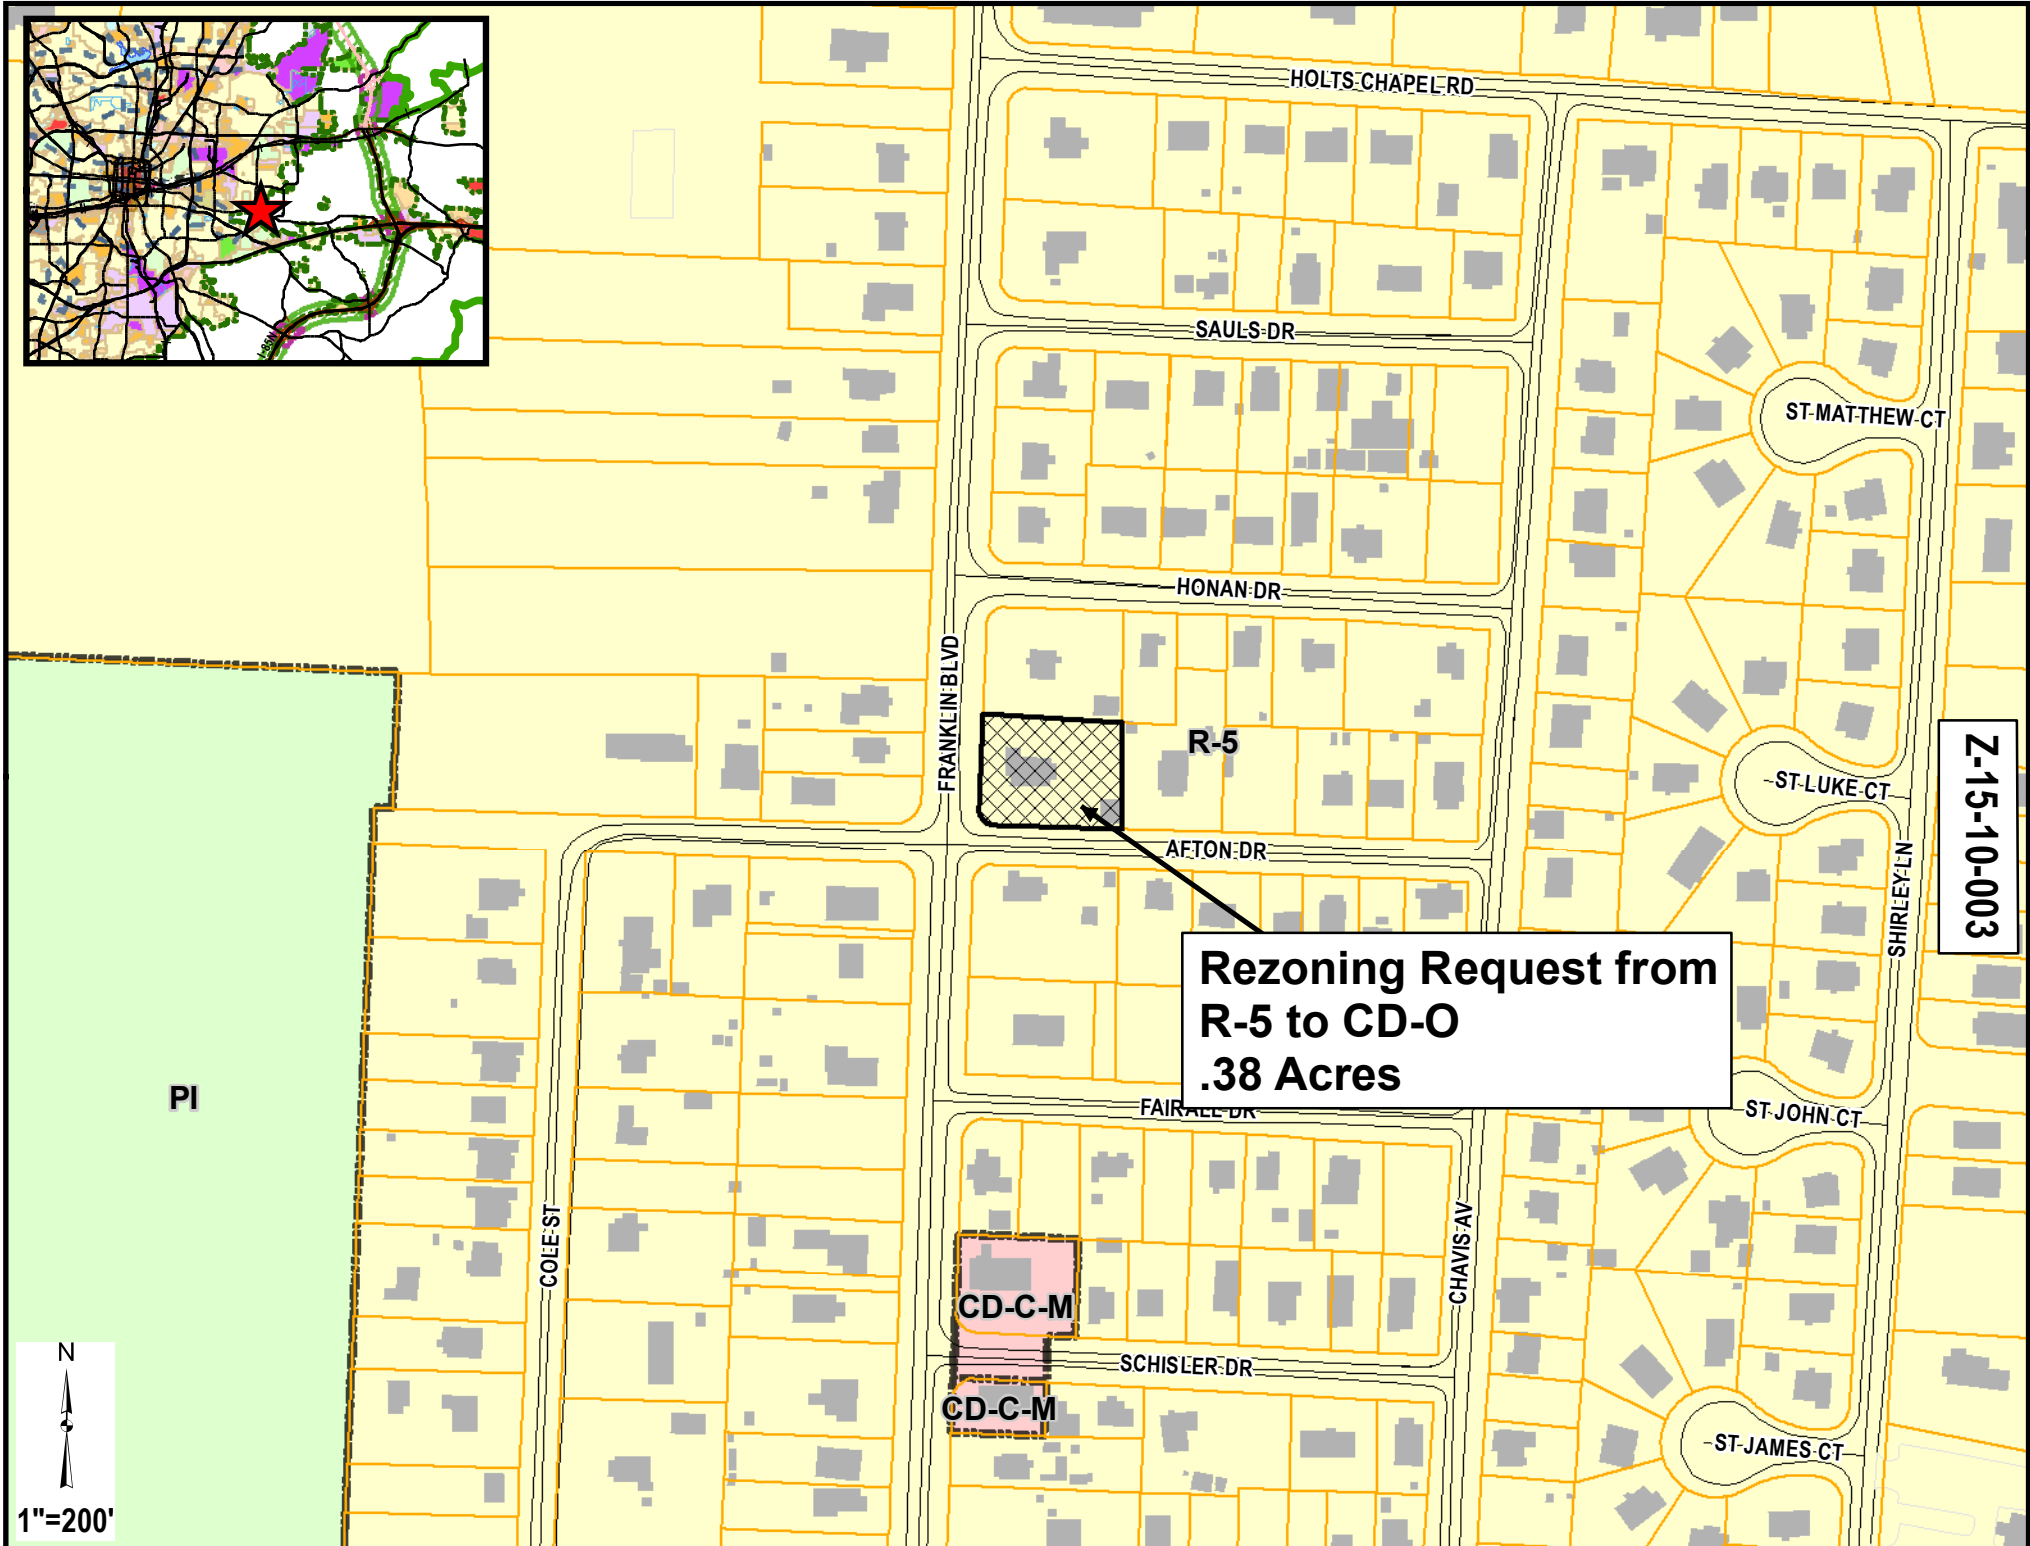 I-85N
HOLTS CHAPEL RD
SAULS DR
ST MATTHEW CT
HONAN DR
FRANKLIN BLVD
R-5
Z-15-10-003
ST LUKE CT
AFTON DR
SHIRLEY LN
Rezoning Request from
R-5 to CD-O
.38 Acres
PI
FAIRALL DR
ST JOHN CT
COLE ST
CHAVIS AV
CD-C-M
SCHISLER DR
CD-C-M
ST JAMES CT
N
1"=200'